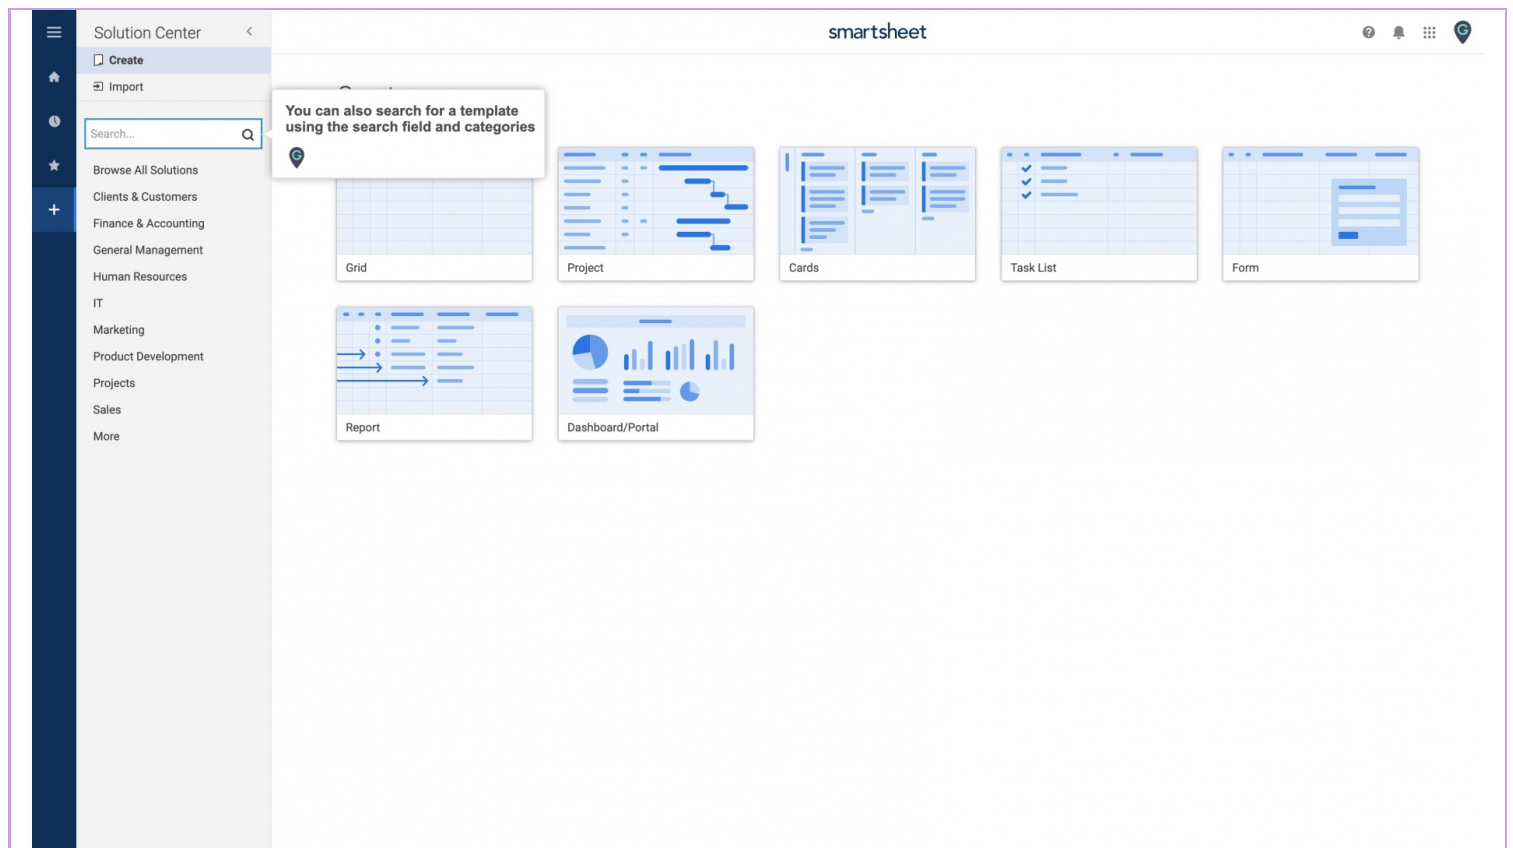 Solution Center
smartsheet
Create
Import
You can also search for a template
using the search field and categories
Search...
Browse All Solutions
Clients & Customers
Finance & Accounting
General Management
Human Resources
IT
Marketing
Product Development
Projects
Sales
More
Grid
Project
Cards
Task List
Form
Report
Dashboard/Portal